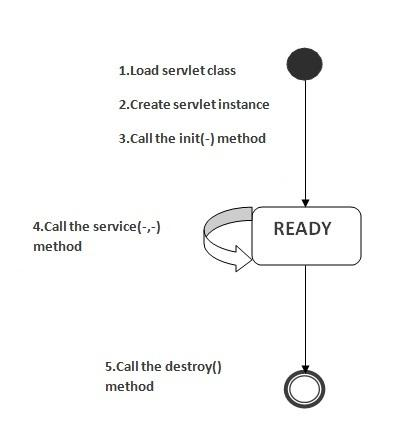 1.Load servlet class
2.Create servlet instance
3.Call the init(-) method
READY
4.Call the service(-,-)
method
5.Call the destroy()
method